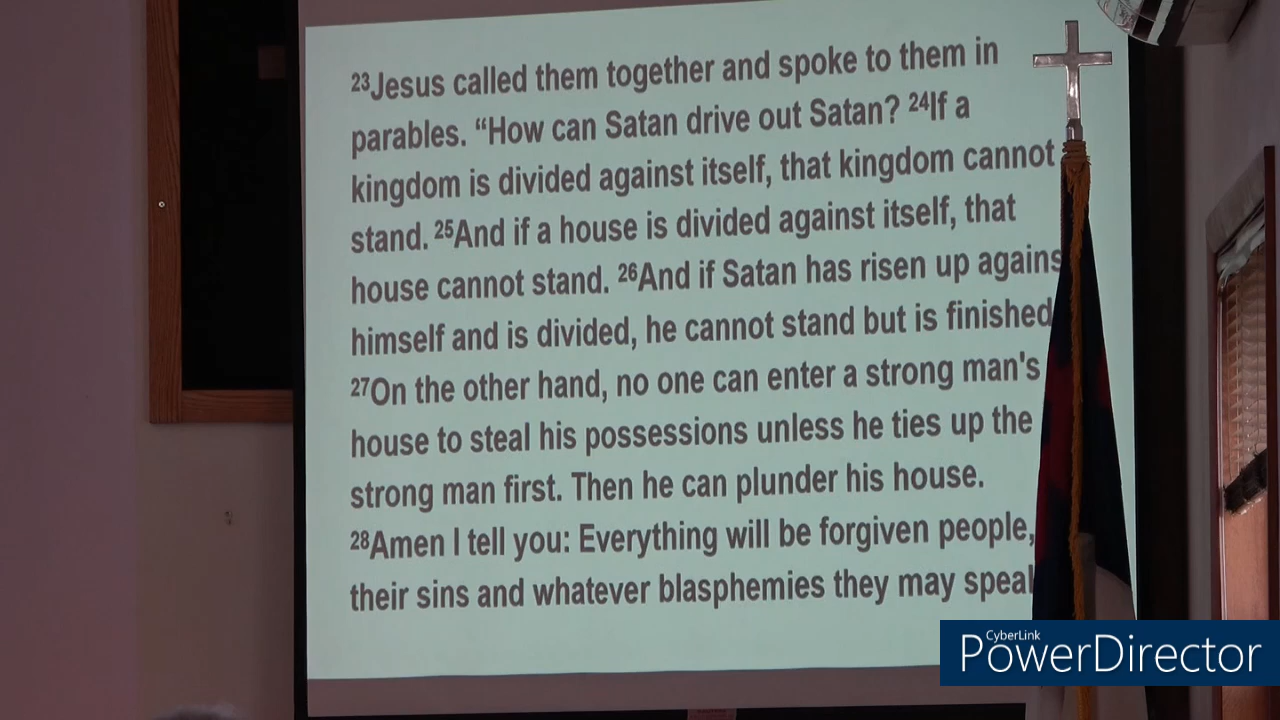 23Jesus called them together and spoke to them in
parables. “How can Satan drive out Satan? 24If a
kingdom is divided against itself, that kingdom cannot
stand. 25And if a house is divided against itself, that
house cannot stand. 26And if Satan has risen up agains
himself and is divided, he cannot stand but is finished
27On the other hand, no one can enter a strong man's
house to steal his possessions unless he ties up the
strong man first. Then he can plunder his house.
28Amen I tell you: Everything will be forgiven people,
their sins and whatever blasphemies they may speak
CyberLink
PowerDirector